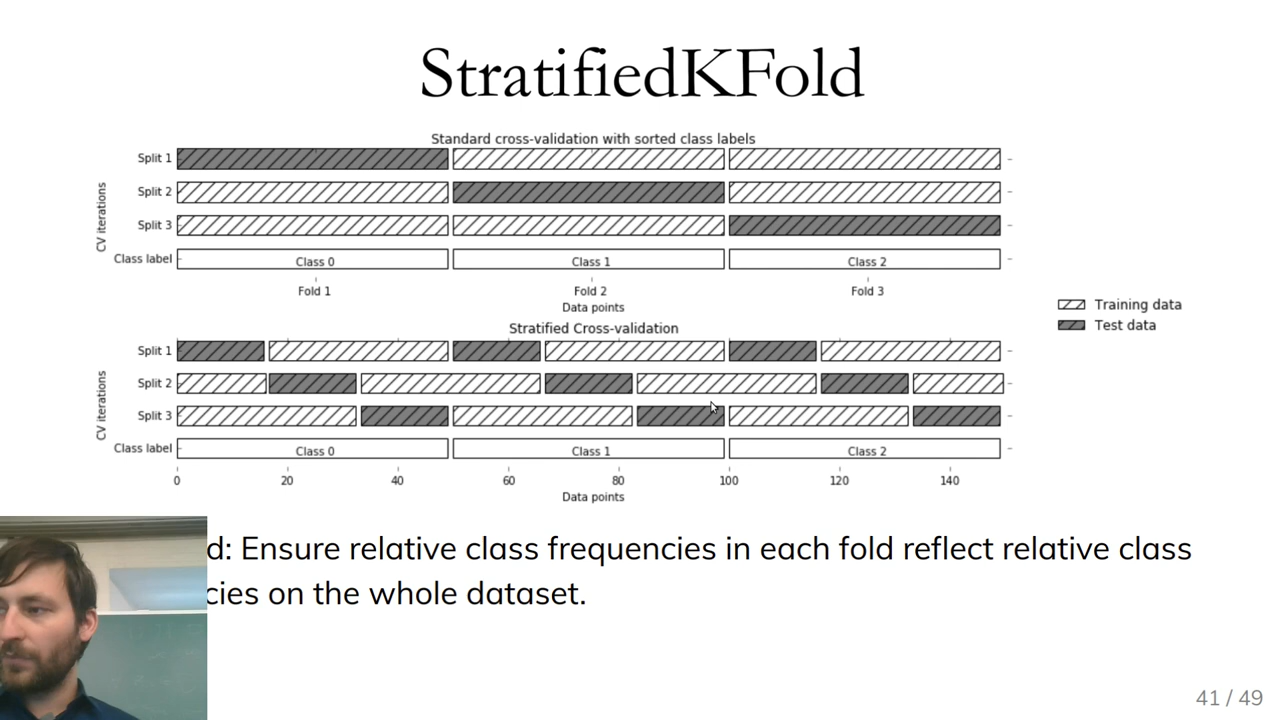 StratifiedKFold
Standard cross-validation with sorted class labels
CV iterations
Split 1
Split 2
Split 3
Class label
Class 0
Class 1
Class 2
Fold 1
Fold 2
Fold 3
Data points
Training data
Test data
Stratified Cross-validation
CV iterations
Split 1
Split 2
Split 3
Class label
Class 0
Class 1
Class 2
0 20 40 60 80 100 120 140
Data points
d: Ensure relative class frequencies in each fold reflect relative class
cies on the whole dataset.
41 / 49